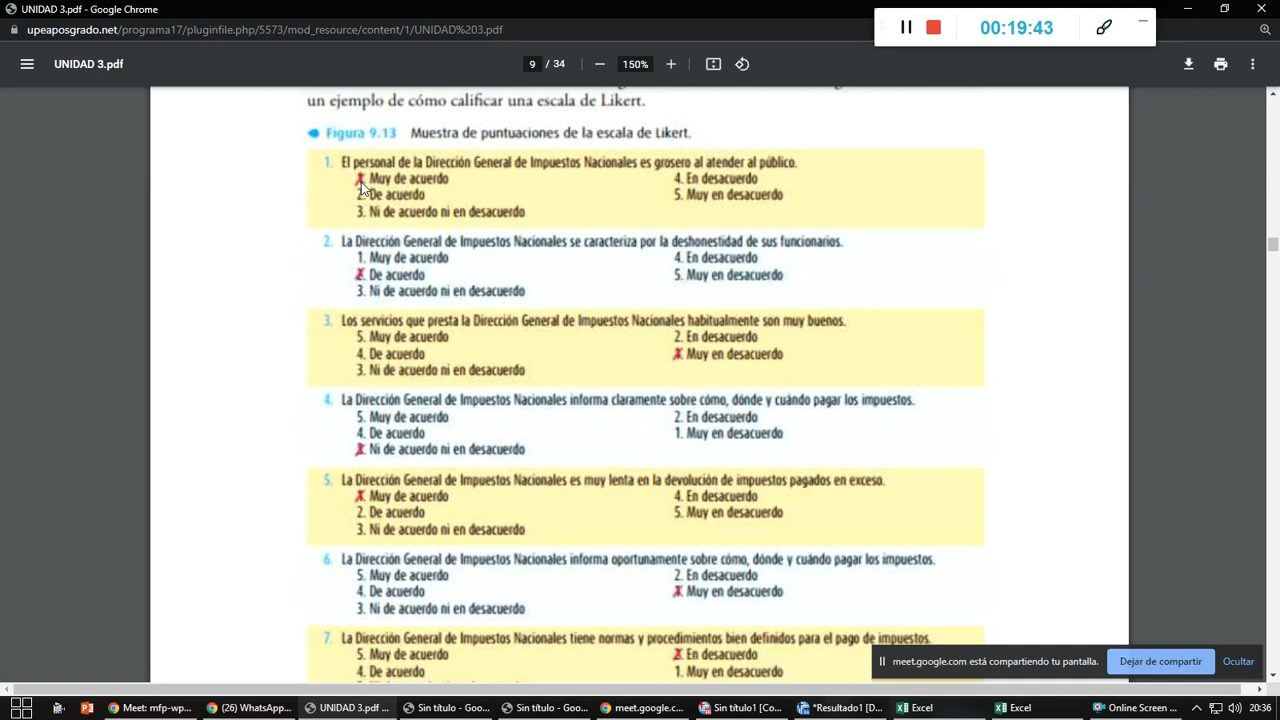 UNIDAD 3.pdf - Google Chrome
upeaposgrado.net/programa17/pluginfile.php/5573/mod_resource/content/1/UNIDAD%203.pdf
00:19:43
UNIDAD 3.pdf
9 / 34
150%
un ejemplo de cómo calificar una escala de Likert.
Figura 9.13 Muestra de puntuaciones de la escala de Likert.
1. El personal de la Dirección General de Impuestos Nacionales es grosero al atender al público.
Muy de acuerdo 4. En desacuerdo
2. De acuerdo 5. Muy en desacuerdo
3. Ni de acuerdo ni en desacuerdo
2. La Dirección General de Impuestos Nacionales se caracteriza por la deshonestidad de sus funcionarios.
1. Muy de acuerdo 4. En desacuerdo
2. De acuerdo 5. Muy en desacuerdo
3. Ni de acuerdo ni en desacuerdo
3. Los servicios que presta la Dirección General de Impuestos Nacionales habitualmente son muy buenos.
5. Muy de acuerdo 2. En desacuerdo
4. De acuerdo Muy en desacuerdo
3. Ni de acuerdo ni en desacuerdo
4. La Dirección General de Impuestos Nacionales informa claramente sobre cómo, dónde y cuándo pagar los impuestos.
5. Muy de acuerdo 2. En desacuerdo
4. De acuerdo 1. Muy en desacuerdo
Ni de acuerdo ni en desacuerdo
5. La Dirección General de Impuestos Nacionales es muy lenta en la devolución de impuestos pagados en exceso.
Muy de acuerdo 4. En desacuerdo
2. De acuerdo 5. Muy en desacuerdo
3. Ni de acuerdo ni en desacuerdo
6. La Dirección General de Impuestos Nacionales informa oportunamente sobre cómo, dónde y cuándo pagar los impuestos.
5. Muy de acuerdo 2. En desacuerdo
4. De acuerdo Muy en desacuerdo
3. Ni de acuerdo ni en desacuerdo
7. La Dirección General de Impuestos Nacionales tiene normas y procedimientos bien definidos para el pago de impuestos.
5. Muy de acuerdo En desacuerdo
4. De acuerdo 1. Muy en desacuerdo
meet.google.com está compartiendo tu pantalla. Dejar de compartir Ocultar
Meet: mfp-wp... (26) WhatsApp... UNIDAD 3.pdf ... Sin título - Goo... Sin título - Goo... meet.google.c... Sin título1 [Co... *Resultado1 [D... Excel Excel Online Screen ... 20:36